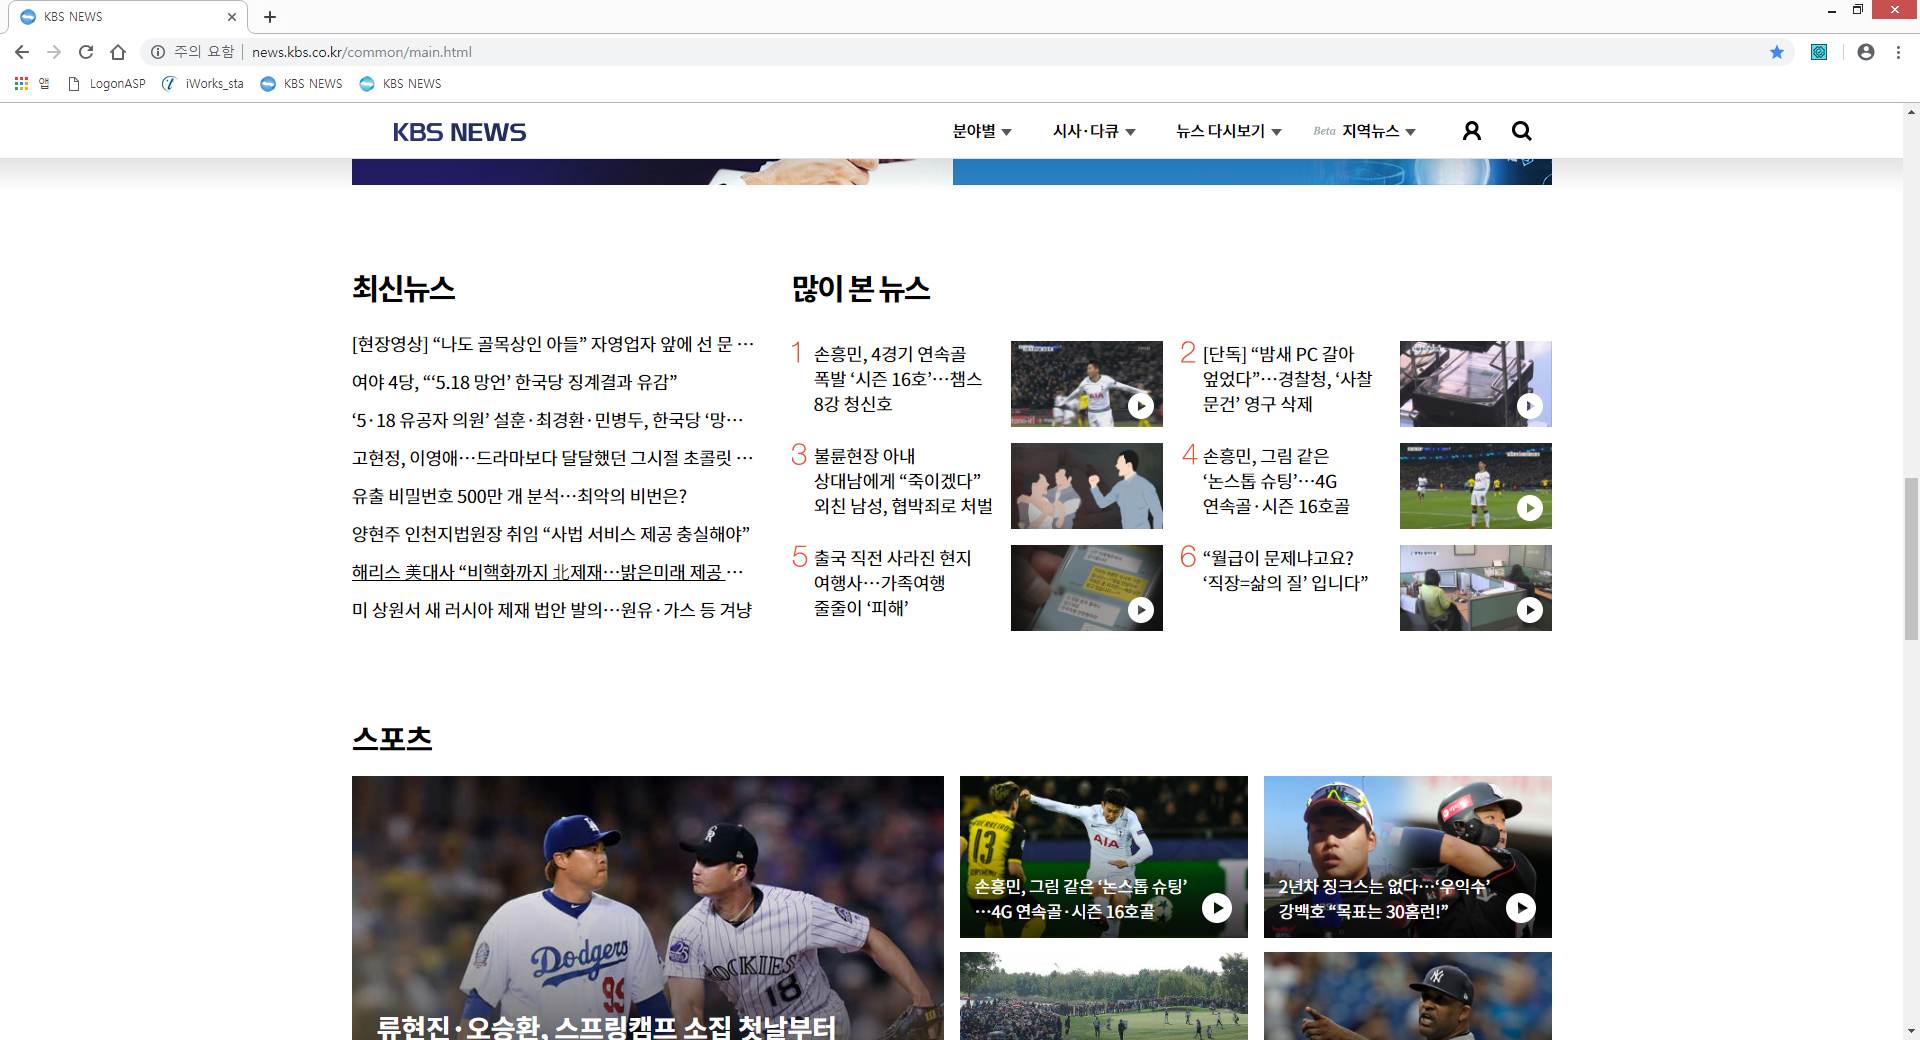 KBS NEWS
주의 요함
news.kbs.co.kr/common/main.html
앱
LogonASP
iWorks_sta
KBS NEWS
KBS NEWS
KBS NEWS
분야별
시사·다큐
뉴스 다시보기
Beta 지역뉴스
최신뉴스
[현장영상] “나도 골목상인 아들” 자영업자 앞에 선 문 …
여야 4당, “‘5.18 망언’ 한국당 징계결과 유감”
‘5·18 유공자 의원’ 설훈·최경환·민병두, 한국당 ‘망…
고현정, 이영애…드라마보다 달달했던 그시절 초콜릿 …
유출 비밀번호 500만 개 분석…최악의 비번은?
양현주 인천지법원장 취임 “사법 서비스 제공 충실해야”
해리스 美대사 “비핵화까지 北제재…밝은미래 제공 …
미 상원서 새 러시아 제재 법안 발의…원유·가스 등 겨냥
많이 본 뉴스
1 손흥민, 4경기 연속골
폭발 ‘시즌 16호’…챔스
8강 청신호
2 [단독] “밤새 PC 갈아
엎었다”…경찰청, ‘사찰
문건’ 영구 삭제
3 불륜현장 아내
상대남에게 “죽이겠다”
외친 남성, 협박죄로 처벌
4 손흥민, 그림 같은
‘논스톱 슈팅’…4G
연속골·시즌 16호골
5 출국 직전 사라진 현지
여행사…가족여행
줄줄이 ‘피해’
6 “월급이 문제냐고요?
‘직장=삶의 질’ 입니다”
스포츠
LA
Dodgers
99
CR
25
ROCKIES
18
류현진·오승환, 스프링캠프 소집 첫날부터
GUERREIRO
13
AIA
손흥민, 그림 같은 ‘논스톱 슈팅’
…4G 연속골·시즌 16호골
2년차 징크스는 없다…‘우익수’
강백호 “목표는 30홈런!”